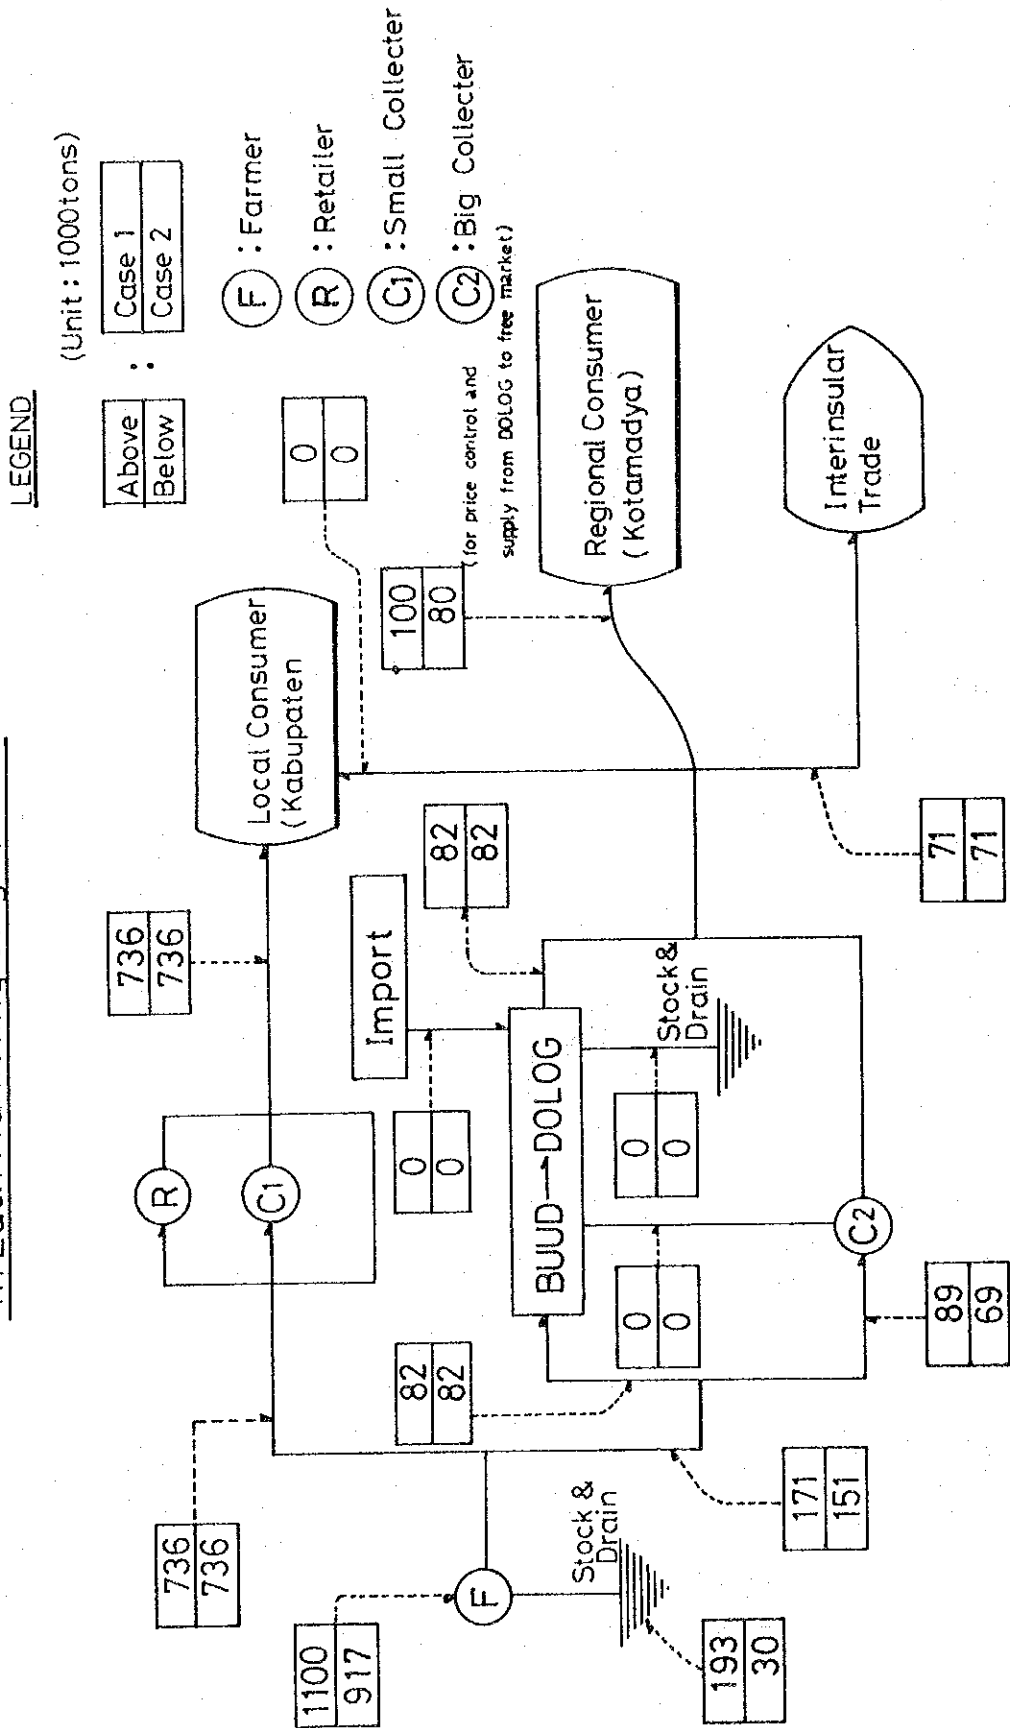 LEGEND
(Unit : 1000tons)
Above
Below
:
Case 1
Case 2
F : Farmer
R : Retailer
C1 : Small Collecter
C2 : Big Collecter
1100
917
193
30
F
Stock &
Drain
736
736
171
151
R
C1
736
736
Local Consumer
(Kabupaten
0
0
82
82
89
69
BUUD→DOLOG
Import
0
0
0
0
0
0
Stock &
Drain
C2
82
82
100
80
(for price control and
supply from DOLOG to free market)
Regional Consumer
(Kotamadya)
71
71
Interinsular
Trade